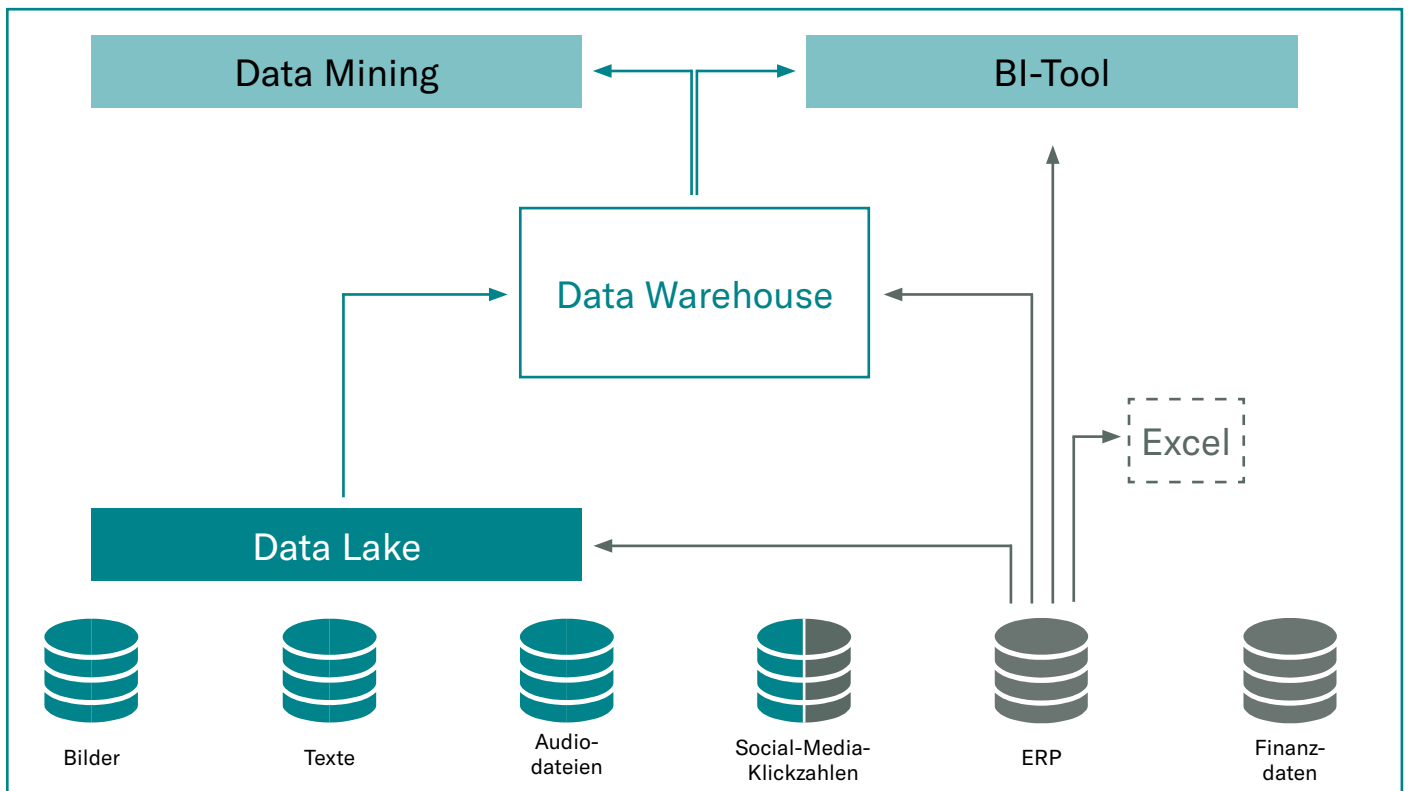 Data Mining
BI-Tool
Data Warehouse
Excel
Data Lake
Bilder
Texte
Audio-
dateien
Social-Media-
Klickzahlen
ERP
Finanz-
daten